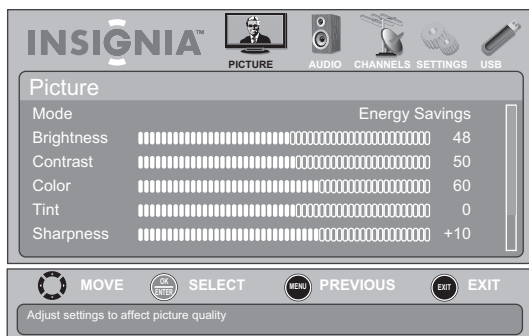 INSIGNIA™
PICTURE AUDIO CHANNELS SETTINGS USB
Picture
Mode Energy Savings
Brightness 48
Contrast 50
Color 60
Tint 0
Sharpness +10
MOVE OK ENTER SELECT MENU PREVIOUS EXIT EXIT
Adjust settings to affect picture quality